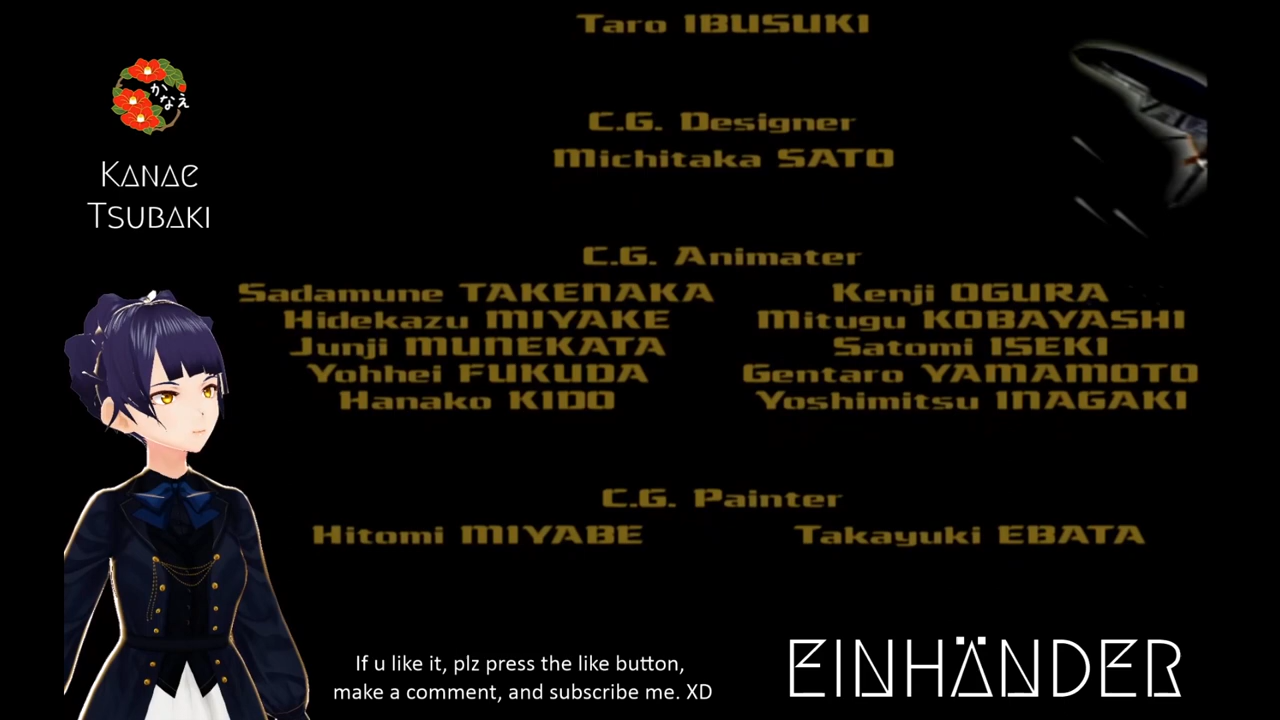 Taro IBUSUKI
かなえ
KANAE
TSUBAKI
C.G. Designer
Michitaka SATO
C.G. Animater
Sadamune TAKENAKA Kenji OGURA
Hidekazu MIYAKE Mitugu KOBAYASHI
Junji MUNEKATA Satomi ISEKI
Yohhei FUKUDA Gentaro YAMAMOTO
Hanako KIDO Yoshimitsu INAGAKI
C.G. Painter
Hitomi MIYABE Takayuki EBATA
If u like it, plz press the like button,
make a comment, and subscribe me. XD
EINHÄNDER